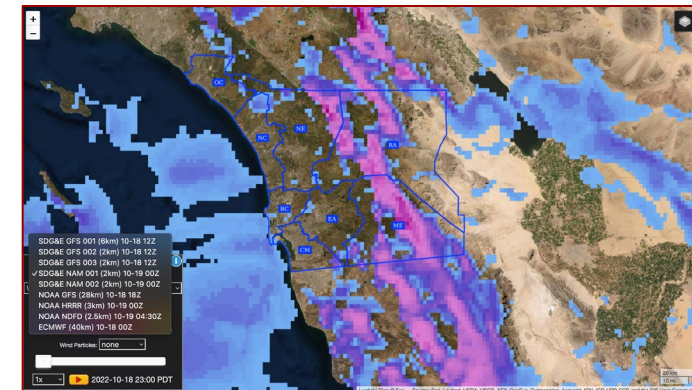 +
−
OC
NC
NE
RA
BC
EA
ME
CM
SDG&E GFS 001 (6km) 10-18 12Z
SDG&E GFS 002 (2km) 10-18 12Z
SDG&E GFS 003 (2km) 10-18 12Z
✓SDG&E NAM 001 (2km) 10-19 00Z
SDG&E NAM 002 (2km) 10-19 00Z
NOAA GFS (28km) 10-18 18Z
NOAA HRRR (3km) 10-19 00Z
NOAA NDFD (2.5km) 10-19 04:30Z
ECMWF (40km) 10-18 00Z
i
Wind Particles: none
1x
2022-10-18 23:00 PDT
20 km
10 mi